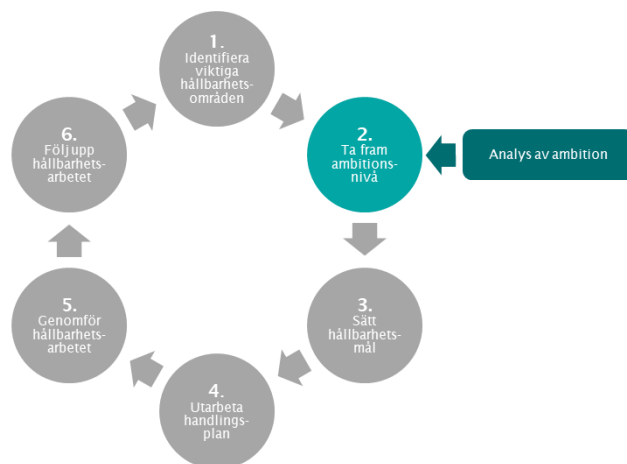 1.
Identifiera
viktiga
hållbarhets-
områden
2.
Ta fram
ambitions-
nivå
Analys av ambition
3.
Sätt
hållbarhets-
mål
4.
Utarbeta
handlings-
plan
5.
Genomför
hållbarhets-
arbetet
6.
Följ upp
hållbarhets-
arbetet